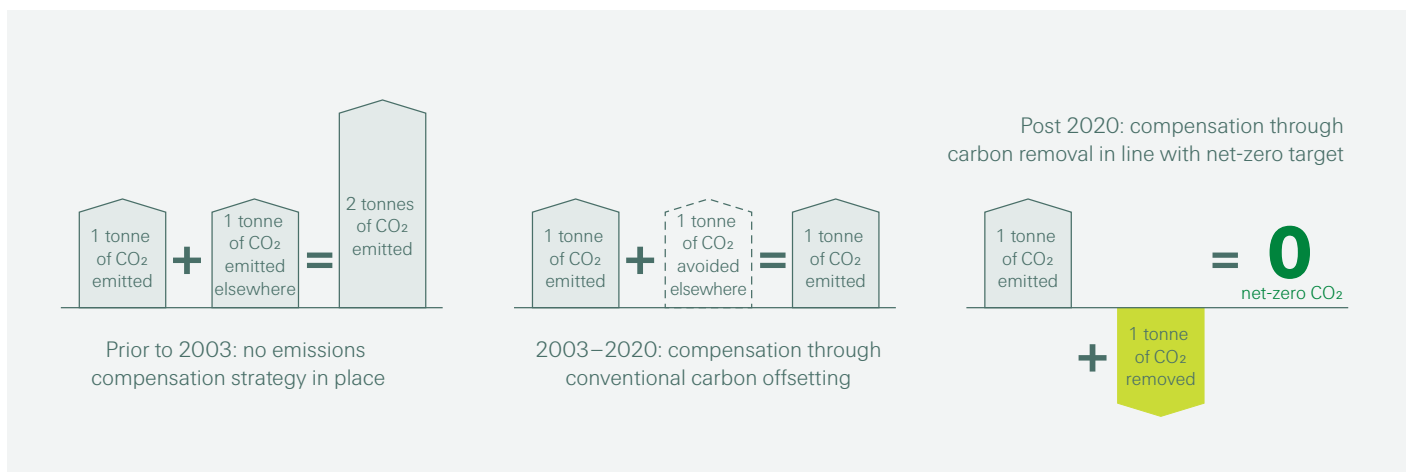 1 tonne
of CO₂
emitted
+
1 tonne
of CO₂
emitted
elsewhere
=
2 tonnes
of CO₂
emitted
Prior to 2003: no emissions
compensation strategy in place
1 tonne
of CO₂
emitted
+
1 tonne
of CO₂
avoided
elsewhere
=
1 tonne
of CO₂
emitted
2003–2020: compensation through
conventional carbon offsetting
Post 2020: compensation through
carbon removal in line with net-zero target
1 tonne
of CO₂
emitted
+
1 tonne
of CO₂
removed
=
0
net-zero CO₂